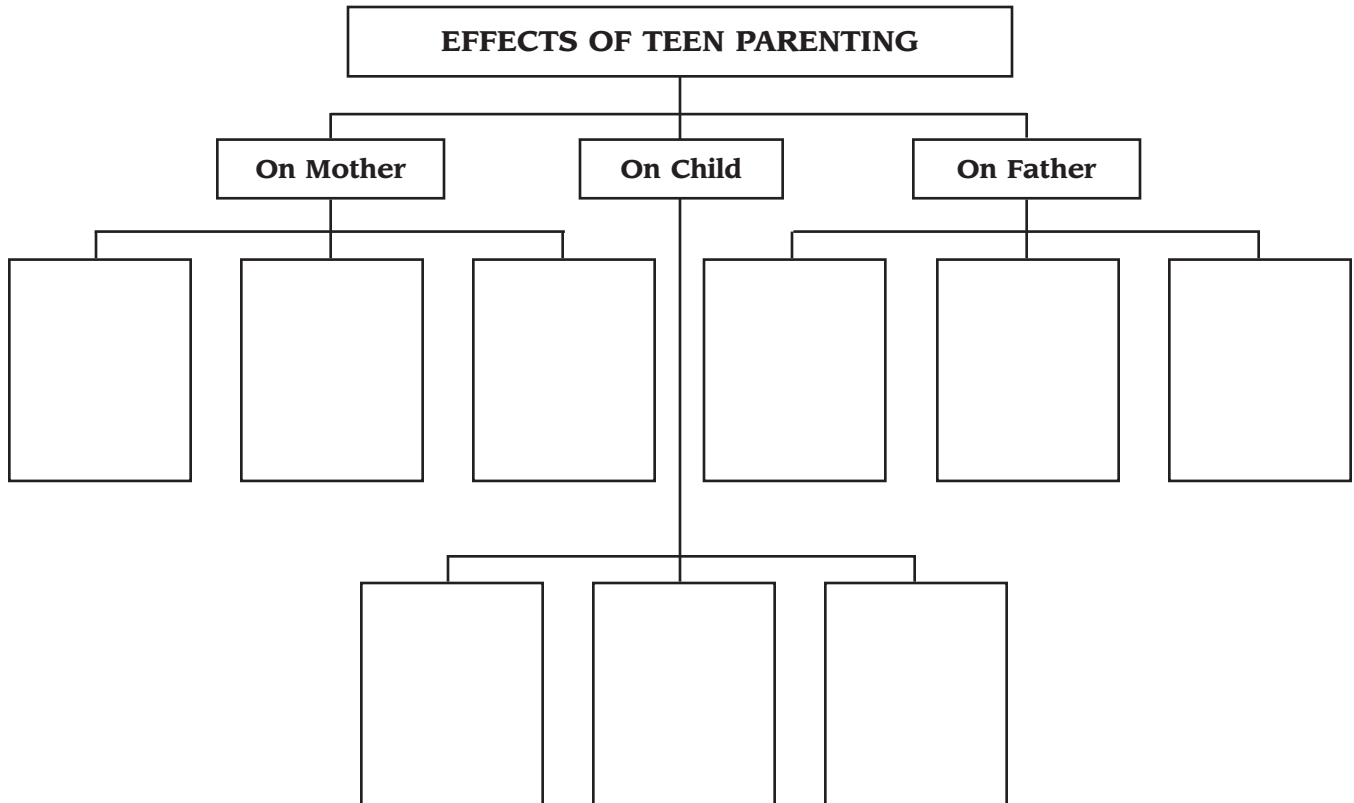 EFFECTS OF TEEN PARENTING
On Mother
On Child
On Father